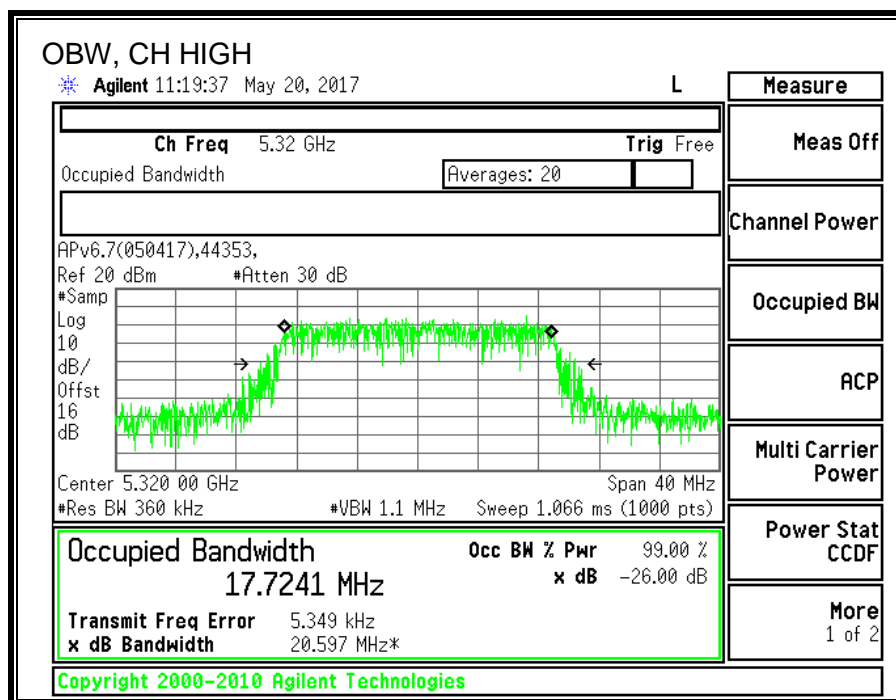 OBW, CH HIGH
Agilent 11:19:37 May 20, 2017 L
Measure
Ch Freq 5.32 GHz Trig Free
Meas Off
Occupied Bandwidth Averages: 20
Channel Power
APv6.7(050417),44353,
Ref 20 dBm #Atten 30 dB
#Samp
Occupied BW
Log
10
dB/
ACP
Offst
16
dB
Multi Carrier
Power
Center 5.320 00 GHz Span 40 MHz
#Res BW 360 kHz #VBW 1.1 MHz Sweep 1.066 ms (1000 pts)
Power Stat
CCDF
Occupied Bandwidth Occ BW % Pwr 99.00 %
17.7241 MHz x dB -26.00 dB
Transmit Freq Error 5.349 kHz
x dB Bandwidth 20.597 MHz*
More
1 of 2
Copyright 2000-2010 Agilent Technologies